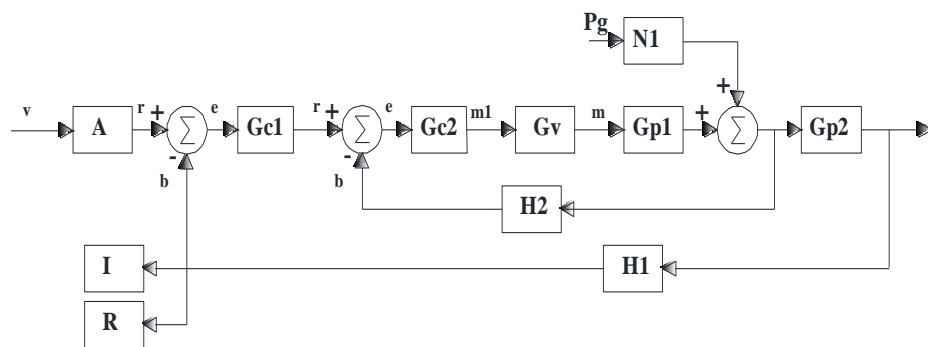 Pg
N1
v
A
r
+
-
b
Σ
e
Gc1
r
+
-
b
Σ
e
Gc2
m1
Gv
m
Gp1
+
+
Σ
Gp2
H2
I
H1
R